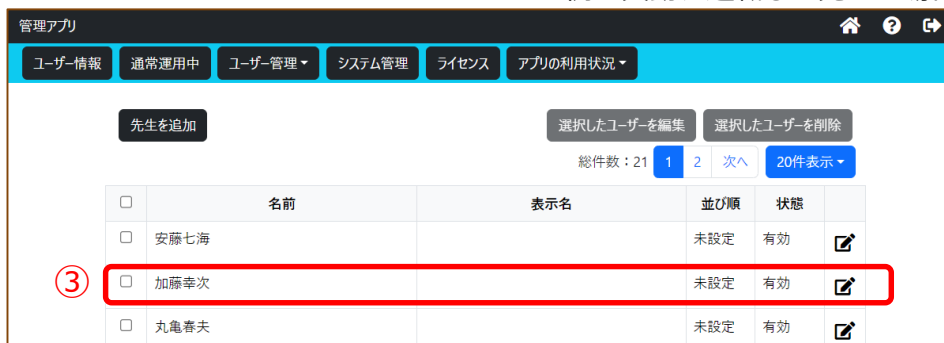 管理アプリ
ユーザー情報 通常運用中 ユーザー管理 システム管理 ライセンス アプリの利用状況
先生を追加 選択したユーザーを編集 選択したユーザーを削除
総件数：21 1 2 次へ 20件表示
名前 表示名 並び順 状態
安藤七海 未設定 有効
③ 加藤幸次 未設定 有効
丸亀春夫 未設定 有効